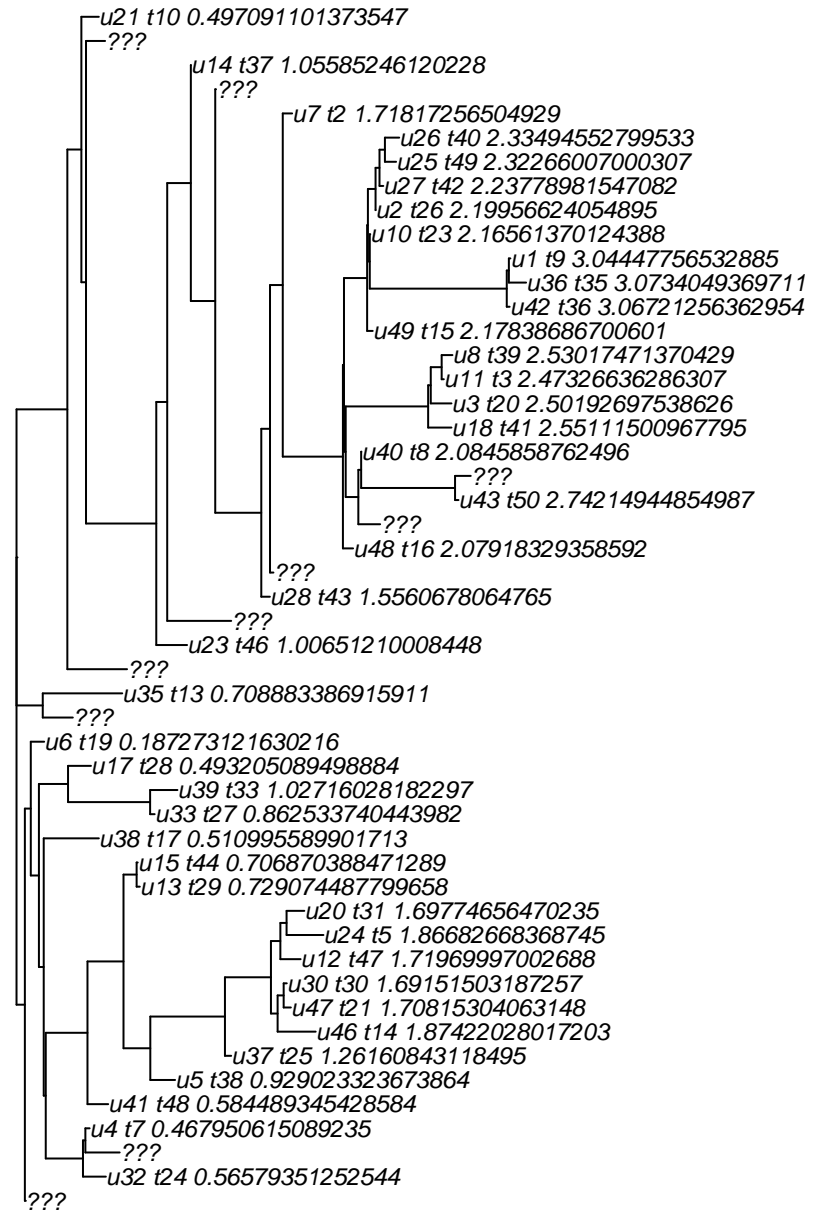 u21 t10 0.497091101373547
???
u14 t37 1.05585246120228
???
u7 t2 1.71817256504929
u26 t40 2.33494552799533
u25 t49 2.32266007000307
u27 t42 2.23778981547082
u2 t26 2.19956624054895
u10 t23 2.16561370124388
u1 t9 3.04447756532885
u36 t35 3.0734049369711
u42 t36 3.06721256362954
u49 t15 2.17838686700601
u8 t39 2.53017471370429
u11 t3 2.47326636286307
u3 t20 2.50192697538626
u18 t41 2.55111500967795
u40 t8 2.0845858762496
???
u43 t50 2.74214944854987
???
u48 t16 2.07918329358592
???
u28 t43 1.5560678064765
???
u23 t46 1.00651210008448
???
u35 t13 0.708883386915911
???
u6 t19 0.187273121630216
u17 t28 0.493205089498884
u39 t33 1.02716028182297
u33 t27 0.862533740443982
u38 t17 0.510995589901713
u15 t44 0.706870388471289
u13 t29 0.729074487799658
u20 t31 1.69774656470235
u24 t5 1.86682668368745
u12 t47 1.71969997002688
u30 t30 1.69151503187257
u47 t21 1.70815304063148
u46 t14 1.87422028017203
u37 t25 1.26160843118495
u5 t38 0.929023323673864
u41 t48 0.584489345428584
u4 t7 0.467950615089235
???
u32 t24 0.56579351252544
???